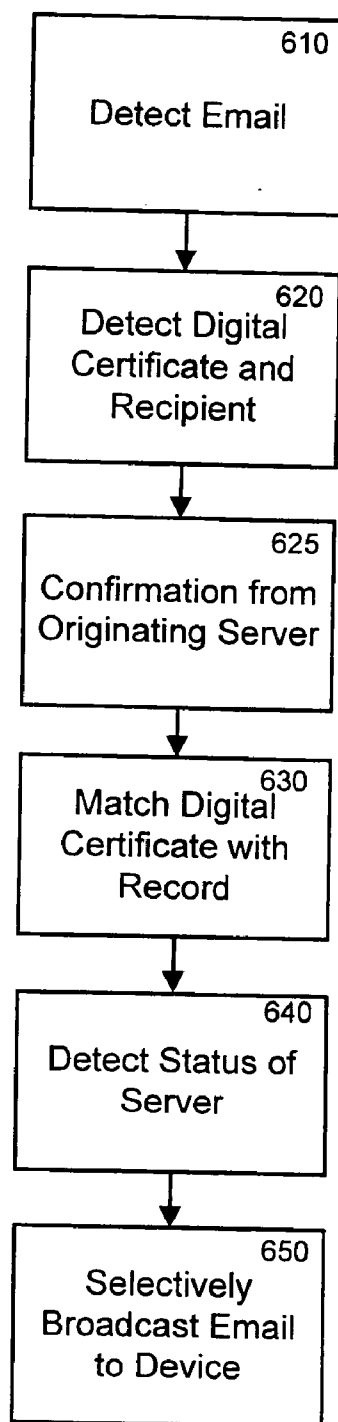 610
Detect Email
620
Detect Digital
Certificate and
Recipient
625
Confirmation from
Originating Server
630
Match Digital
Certificate with
Record
640
Detect Status of
Server
650
Selectively
Broadcast Email
to Device